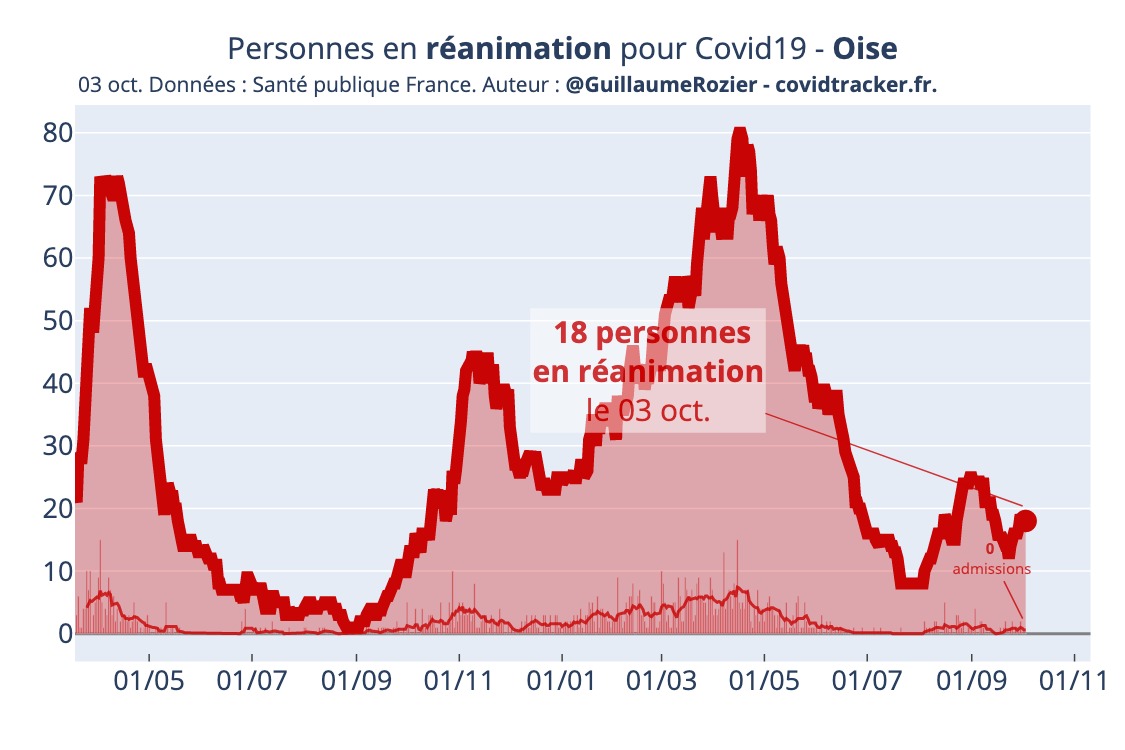 Personnes en réanimation pour Covid19 - Oise
03 oct. Données : Santé publique France. Auteur : @GuillaumeRozier - covidtracker.fr.
80
70
60
50
40
30
20
10
0
18 personnes
en réanimation
le 03 oct.
0
admissions
01/05 01/07 01/09 01/11 01/01 01/03 01/05 01/07 01/09 01/11